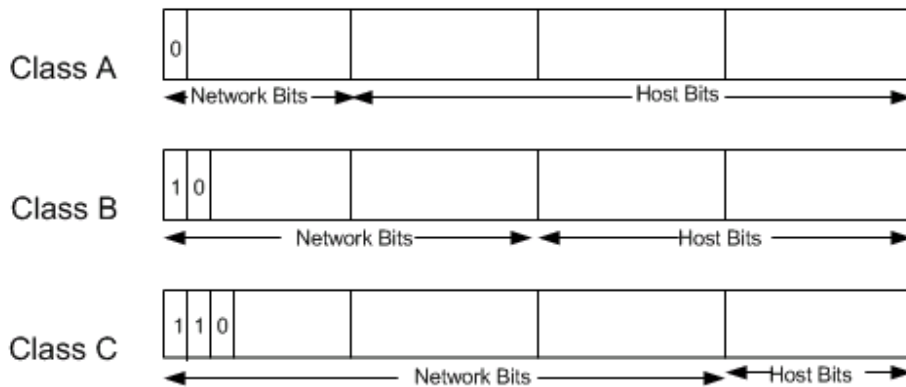 Class A
0
Network Bits
Host Bits
Class B
1 0
Network Bits
Host Bits
Class C
1 1 0
Network Bits
Host Bits